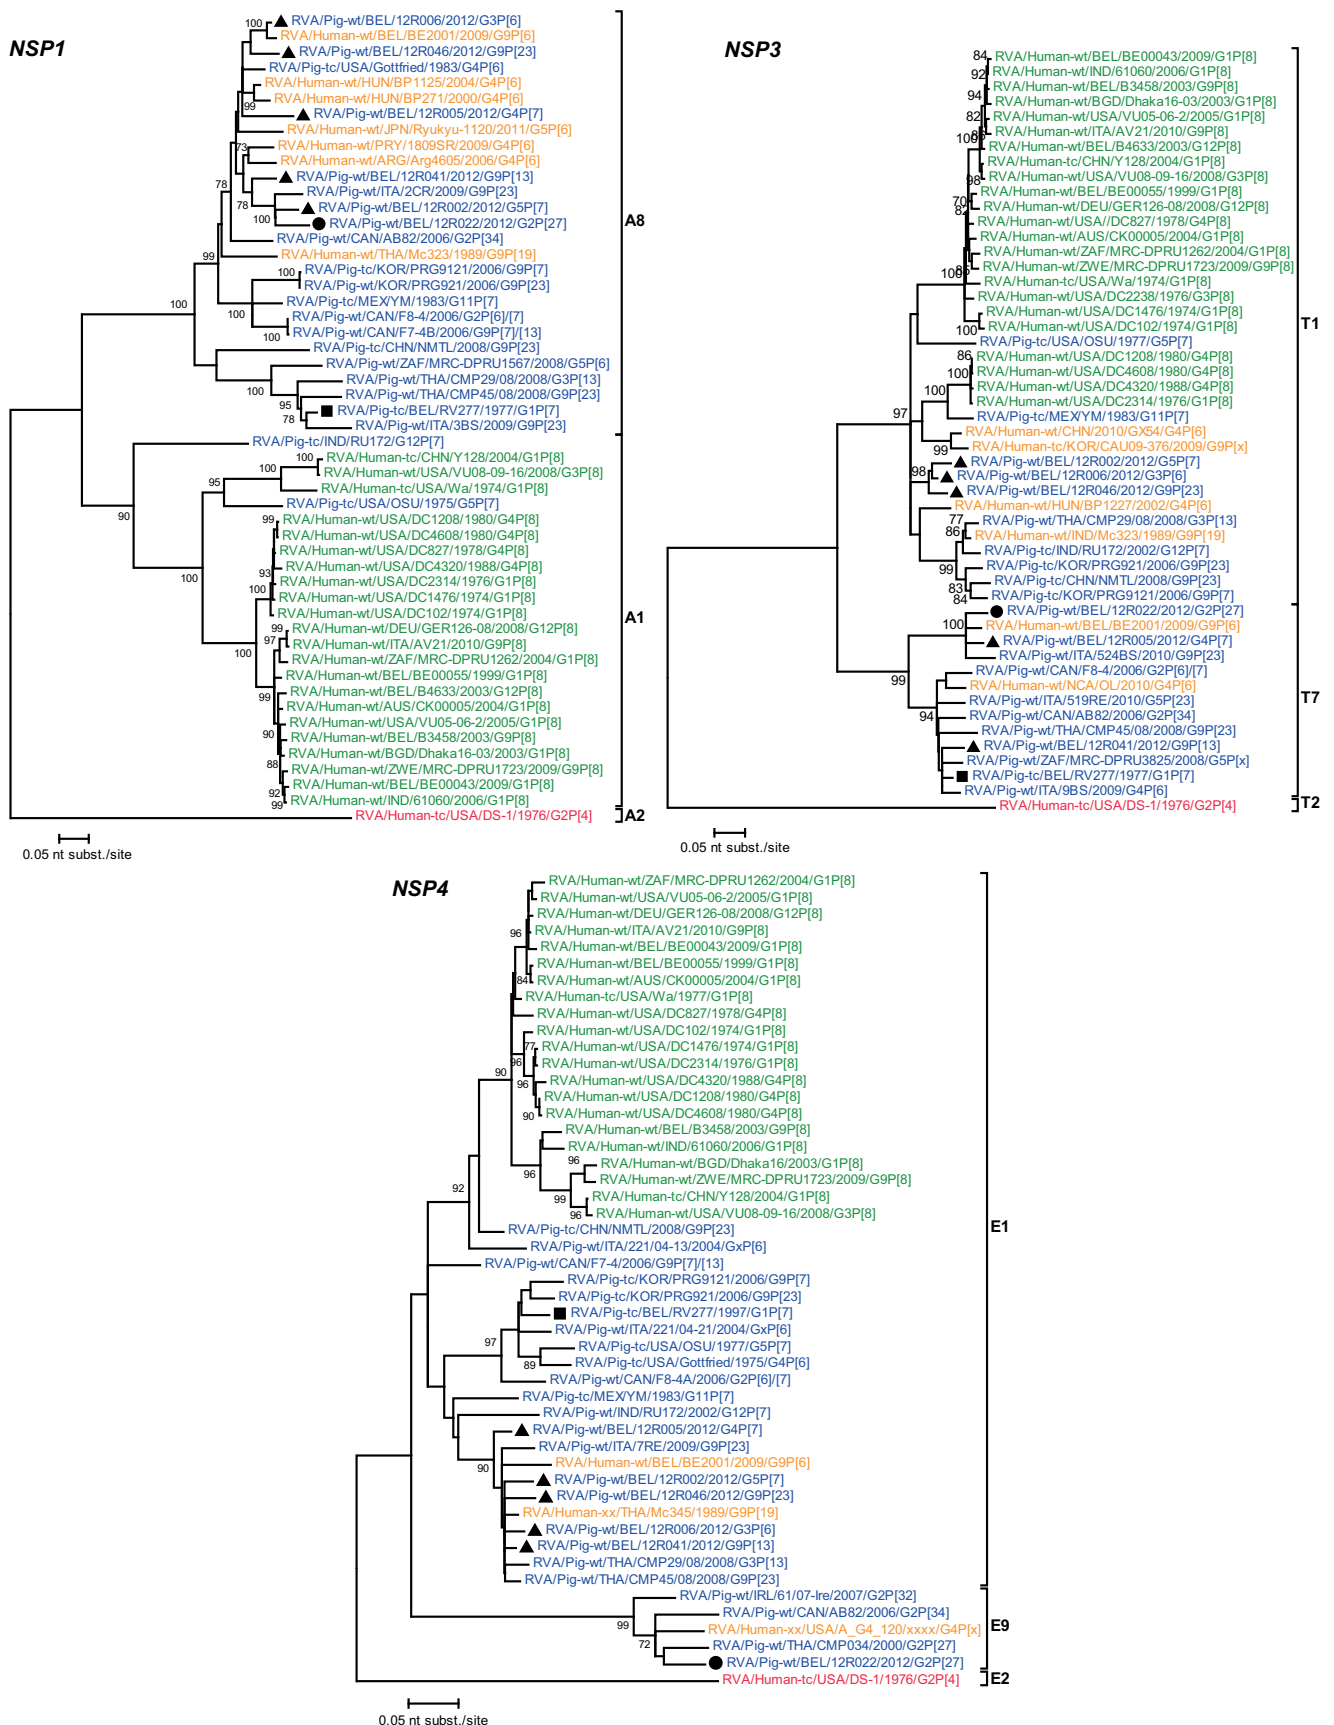 NSP1
100
RVA/Pig-wt/BEL/12R006/2012/G3P[6]
RVA/Human-wt/BEL/BE2001/2009/G9P[6]
RVA/Pig-wt/BEL/12R046/2012/G9P[23]
RVA/Pig-tc/USA/Gottfried/1983/G4P[6]
RVA/Human-wt/HUN/BP1125/2004/G4P[6]
RVA/Human-wt/HUN/BP271/2000/G4P[6]
99
RVA/Pig-wt/BEL/12R005/2012/G4P[7]
RVA/Human-wt/JPN/Ryukyu-1120/2011/G5P[6]
73
RVA/Human-wt/PRY/1809SR/2009/G4P[6]
RVA/Human-wt/ARG/Arg4605/2006/G4P[6]
RVA/Pig-wt/BEL/12R041/2012/G9P[13]
78
RVA/Pig-wt/ITA/2CR/2009/G9P[23]
78
RVA/Pig-wt/BEL/12R002/2012/G5P[7]
100
RVA/Pig-wt/BEL/12R022/2012/G2P[27]
A8
RVA/Pig-wt/CAN/AB82/2006/G2P[34]
99
RVA/Human-wt/THA/Mc323/1989/G9P[19]
100
RVA/Pig-tc/KOR/PRG9121/2006/G9P[7]
RVA/Pig-wt/KOR/PRG921/2006/G9P[23]
100
RVA/Pig-tc/MEX/YM/1983/G11P[7]
100
RVA/Pig-wt/CAN/F8-4/2006/G2P[6]/[7]
RVA/Pig-wt/CAN/F7-4B/2006/G9P[7]/[13]
100
RVA/Pig-tc/CHN/NMTL/2008/G9P[23]
RVA/Pig-wt/ZAF/MRC-DPRU1567/2008/G5P[6]
100
RVA/Pig-wt/THA/CMP29/08/2008/G3P[13]
RVA/Pig-wt/THA/CMP45/08/2008/G9P[23]
95
RVA/Pig-tc/BEL/RV277/1977/G1P[7]
78
RVA/Pig-wt/ITA/3BS/2009/G9P[23]
RVA/Pig-tc/IND/RU172/G12P[7]
100
RVA/Human-tc/CHN/Y128/2004/G1P[8]
100
RVA/Human-wt/USA/VU08-09-16/2008/G3P[8]
95
RVA/Human-tc/USA/Wa/1974/G1P[8]
RVA/Pig-tc/USA/OSU/1975/G5P[7]
90
99
RVA/Human-wt/USA/DC1208/1980/G4P[8]
RVA/Human-wt/USA/DC4608/1980/G4P[8]
RVA/Human-wt/USA/DC827/1978/G4P[8]
100
93
RVA/Human-wt/USA/DC4320/1988/G4P[8]
RVA/Human-wt/USA/DC2314/1976/G1P[8]
100
RVA/Human-wt/USA/DC1476/1974/G1P[8]
RVA/Human-wt/USA/DC102/1974/G1P[8]
A1
99
RVA/Human-wt/DEU/GER126-08/2008/G12P[8]
97
RVA/Human-wt/ITA/AV21/2010/G9P[8]
100
RVA/Human-wt/ZAF/MRC-DPRU1262/2004/G1P[8]
RVA/Human-wt/BEL/BE00055/1999/G1P[8]
99
RVA/Human-wt/BEL/B4633/2003/G12P[8]
RVA/Human-wt/AUS/CK00005/2004/G1P[8]
RVA/Human-wt/USA/VU05-06-2/2005/G1P[8]
90
RVA/Human-wt/BEL/B3458/2003/G9P[8]
RVA/Human-wt/BGD/Dhaka16-03/2003/G1P[8]
88
RVA/Human-wt/ZWE/MRC-DPRU1723/2009/G9P[8]
RVA/Human-wt/BEL/BE00043/2009/G1P[8]
92
RVA/Human-wt/IND/61060/2006/G1P[8]
99
RVA/Human-tc/USA/DS-1/1976/G2P[4]
A2
0.05 nt subst./site
NSP3
84
RVA/Human-wt/BEL/BE00043/2009/G1P[8]
92
RVA/Human-wt/IND/61060/2006/G1P[8]
RVA/Human-wt/BEL/B3458/2003/G9P[8]
94
RVA/Human-wt/BGD/Dhaka16-03/2003/G1P[8]
82
RVA/Human-wt/USA/VU05-06-2/2005/G1P[8]
RVA/Human-wt/ITA/AV21/2010/G9P[8]
100
RVA/Human-wt/BEL/B4633/2003/G12P[8]
RVA/Human-tc/CHN/Y128/2004/G1P[8]
98
RVA/Human-wt/USA/VU08-09-16/2008/G3P[8]
RVA/Human-wt/BEL/BE00055/1999/G1P[8]
70
RVA/Human-wt/DEU/GER126-08/2008/G12P[8]
RVA/Human-wt/USA/DC827/1978/G4P[8]
RVA/Human-wt/AUS/CK00005/2004/G1P[8]
RVA/Human-wt/ZAF/MRC-DPRU1262/2004/G1P[8]
100
RVA/Human-wt/ZWE/MRC-DPRU1723/2009/G9P[8]
RVA/Human-tc/USA/Wa/1974/G1P[8]
RVA/Human-wt/USA/DC2238/1976/G3P[8]
RVA/Human-wt/USA/DC1476/1974/G1P[8]
T1
100
RVA/Human-wt/USA/DC102/1974/G1P[8]
RVA/Pig-tc/USA/OSU/1977/G5P[7]
86
RVA/Human-wt/USA/DC1208/1980/G4P[8]
100
RVA/Human-wt/USA/DC4608/1980/G4P[8]
100
RVA/Human-wt/USA/DC4320/1988/G4P[8]
RVA/Human-wt/USA/DC2314/1976/G1P[8]
97
RVA/Pig-tc/MEX/YM/1983/G11P[7]
RVA/Human-wt/CHN/2010/GX54/G4P[6]
99
RVA/Human-tc/KOR/CAU09-376/2009/G9P[x]
RVA/Pig-wt/BEL/12R002/2012/G5P[7]
98
RVA/Pig-wt/BEL/12R006/2012/G3P[6]
RVA/Pig-wt/BEL/12R046/2012/G9P[23]
RVA/Human-wt/HUN/BP1227/2002/G4P[6]
77
RVA/Pig-wt/THA/CMP29/08/2008/G3P[13]
86
RVA/Human-wt/IND/Mc323/1989/G9P[19]
RVA/Pig-tc/IND/RU172/2002/G12P[7]
99
RVA/Pig-tc/KOR/PRG921/2006/G9P[23]
83
RVA/Pig-tc/CHN/NMTL/2008/G9P[23]
84
RVA/Pig-tc/KOR/PRG9121/2006/G9P[7]
RVA/Pig-wt/BEL/12R022/2012/G2P[27]
100
RVA/Human-wt/BEL/BE2001/2009/G9P[6]
RVA/Pig-wt/BEL/12R005/2012/G4P[7]
RVA/Pig-wt/ITA/524BS/2010/G9P[23]
99
RVA/Pig-wt/CAN/F8-4/2006/G2P[6]/[7]
RVA/Human-wt/NCA/OL/2010/G4P[6]
T7
RVA/Pig-wt/ITA/519RE/2010/G5P[23]
94
RVA/Pig-wt/CAN/AB82/2006/G2P[34]
RVA/Pig-wt/THA/CMP45/08/2008/G9P[23]
RVA/Pig-wt/BEL/12R041/2012/G9P[13]
RVA/Pig-wt/ZAF/MRC-DPRU3825/2008/G5P[x]
RVA/Pig-tc/BEL/RV277/1977/G1P[7]
RVA/Pig-wt/ITA/9BS/2009/G4P[6]
RVA/Human-tc/USA/DS-1/1976/G2P[4]
T2
0.05 nt subst./site
NSP4
RVA/Human-wt/ZAF/MRC-DPRU1262/2004/G1P[8]
RVA/Human-wt/USA/VU05-06-2/2005/G1P[8]
RVA/Human-wt/DEU/GER126-08/2008/G12P[8]
96
RVA/Human-wt/ITA/AV21/2010/G9P[8]
RVA/Human-wt/BEL/BE00043/2009/G1P[8]
RVA/Human-wt/BEL/BE00055/1999/G1P[8]
84
RVA/Human-wt/AUS/CK00005/2004/G1P[8]
RVA/Human-tc/USA/Wa/1977/G1P[8]
RVA/Human-wt/USA/DC827/1978/G4P[8]
RVA/Human-wt/USA/DC102/1974/G1P[8]
77
RVA/Human-wt/USA/DC1476/1974/G1P[8]
96
RVA/Human-wt/USA/DC2314/1976/G1P[8]
90
96
RVA/Human-wt/USA/DC4320/1988/G4P[8]
RVA/Human-wt/USA/DC1208/1980/G4P[8]
90
RVA/Human-wt/USA/DC4608/1980/G4P[8]
RVA/Human-wt/BEL/B3458/2003/G9P[8]
RVA/Human-wt/IND/61060/2006/G1P[8]
96
96
RVA/Human-wt/BGD/Dhaka16/2003/G1P[8]
RVA/Human-wt/ZWE/MRC-DPRU1723/2009/G9P[8]
99
RVA/Human-tc/CHN/Y128/2004/G1P[8]
96
RVA/Human-wt/USA/VU08-09-16/2008/G3P[8]
92
RVA/Pig-tc/CHN/NMTL/2008/G9P[23]
E1
RVA/Pig-wt/ITA/221/04-13/2004/GxP[6]
RVA/Pig-wt/CAN/F7-4/2006/G9P[7]/[13]
RVA/Pig-tc/KOR/PRG9121/2006/G9P[7]
RVA/Pig-tc/KOR/PRG921/2006/G9P[23]
RVA/Pig-tc/BEL/RV277/1997/G1P[7]
RVA/Pig-wt/ITA/221/04-21/2004/GxP[6]
97
RVA/Pig-tc/USA/OSU/1977/G5P[7]
89
RVA/Pig-tc/USA/Gottfried/1975/G4P[6]
RVA/Pig-wt/CAN/F8-4A/2006/G2P[6]/[7]
RVA/Pig-tc/MEX/YM/1983/G11P[7]
RVA/Pig-wt/IND/RU172/2002/G12P[7]
RVA/Pig-wt/BEL/12R005/2012/G4P[7]
RVA/Pig-wt/ITA/7RE/2009/G9P[23]
90
RVA/Human-wt/BEL/BE2001/2009/G9P[6]
RVA/Pig-wt/BEL/12R002/2012/G5P[7]
RVA/Pig-wt/BEL/12R046/2012/G9P[23]
RVA/Human-xx/THA/Mc345/1989/G9P[19]
RVA/Pig-wt/BEL/12R006/2012/G3P[6]
RVA/Pig-wt/BEL/12R041/2012/G9P[13]
RVA/Pig-wt/THA/CMP29/08/2008/G3P[13]
RVA/Pig-wt/THA/CMP45/08/2008/G9P[23]
RVA/Pig-wt/IRL/61/07-Ire/2007/G2P[32]
99
RVA/Pig-wt/CAN/AB82/2006/G2P[34]
RVA/Human-xx/USA/A_G4_120/xxxx/G4P[x]
E9
72
RVA/Pig-wt/THA/CMP034/2000/G2P[27]
RVA/Pig-wt/BEL/12R022/2012/G2P[27]
RVA/Human-tc/USA/DS-1/1976/G2P[4]
E2
0.05 nt subst./site